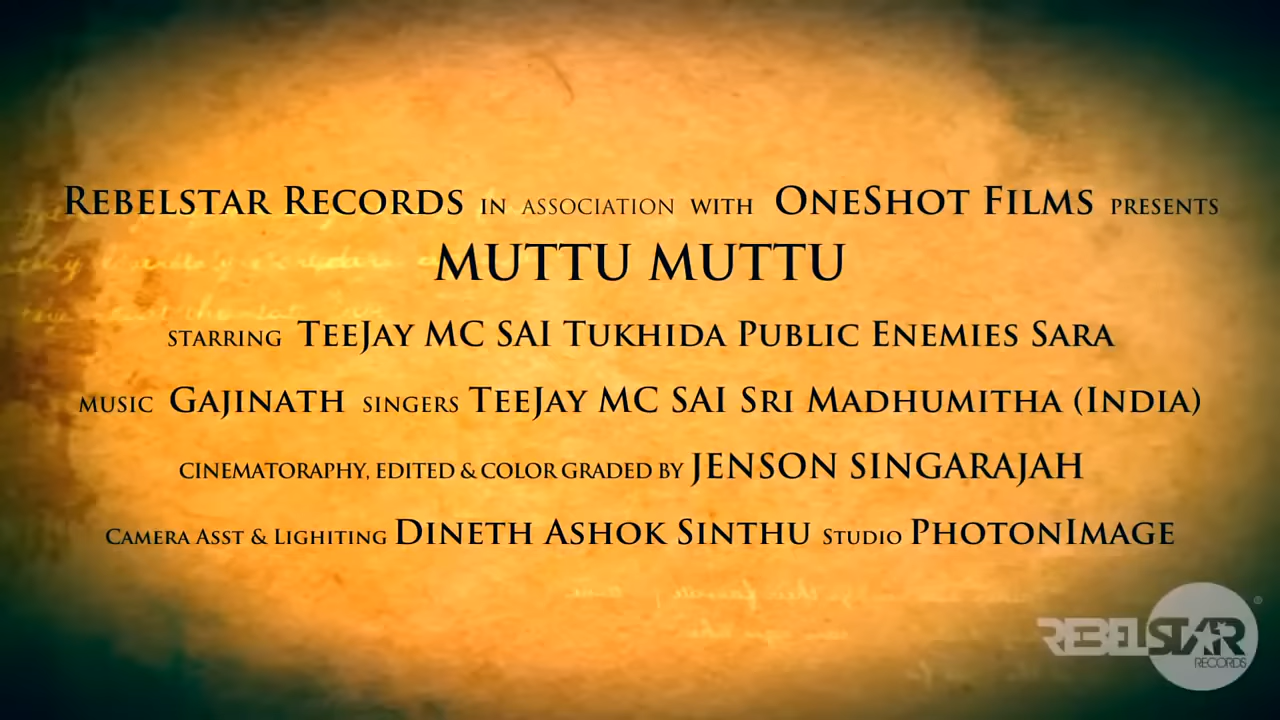 REBELSTAR RECORDS IN ASSOCIATION WITH ONESHOT FILMS PRESENTS
MUTTU MUTTU
STARRING TEEJAY MC SAI TUKHIDA PUBLIC ENEMIES SARA
MUSIC GAJINATH SINGERS TEEJAY MC SAI SRI MADHUMITHA (INDIA)
CINEMATORAPHY, EDITED & COLOR GRADED BY JENSON SINGARAJAH
CAMERA ASST & LIGHITING DINETH ASHOK SINTHU STUDIO PHOTONIMAGE
REBELSTAR ®
RECORDS